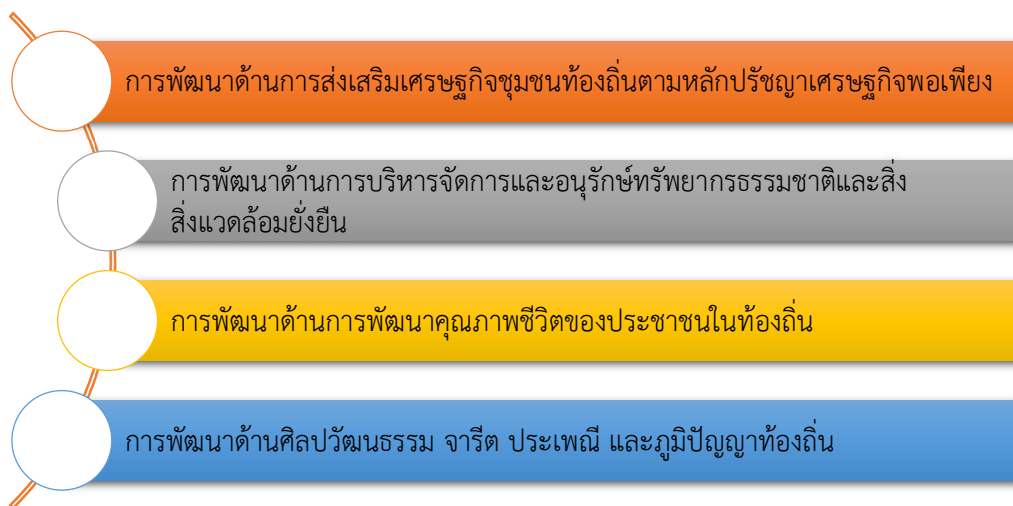 การพัฒนาด้านการส่งเสริมเศรษฐกิจชุมชนท้องถิ่นตามหลักปรัชญาเศรษฐกิจพอเพียง
การพัฒนาด้านการบริหารจัดการและอนุรักษ์ทรัพยากรธรรมชาติและสิ่ง
สิ่งแวดล้อมยั่งยืน
การพัฒนาด้านการพัฒนาคุณภาพชีวิตของประชาชนในท้องถิ่น
การพัฒนาด้านศิลปวัฒนธรรม จารีต ประเพณี และภูมิปัญญาท้องถิ่น